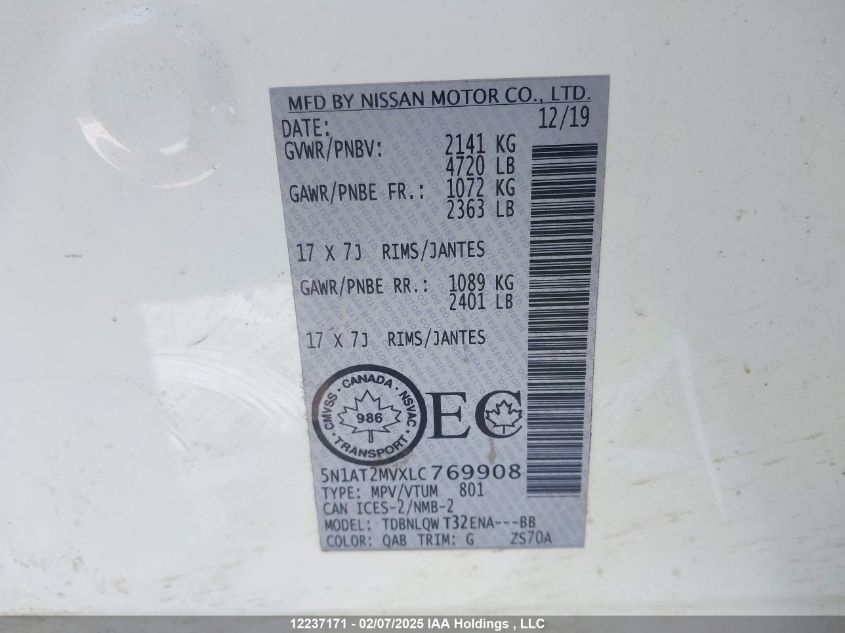 MFD BY NISSAN MOTOR CO., LTD.
DATE: 12/19
GVWR/PNBV: 2141 KG
4720 LB
GAWR/PNBE FR.: 1072 KG
2363 LB
17 X 7J RIMS/JANTES
GAWR/PNBE RR.: 1089 KG
2401 LB
17 X 7J RIMS/JANTES
CANADA
CMVSS · NSVAC
986
TRANSPORT
EC
5N1AT2MVXLC769908
TYPE: MPV/VTUM 801
CAN ICES-2/NMB-2
MODEL: TDBNLQW T32ENA---BB
COLOR: QAB TRIM: G ZS70A
12237171 - 02/07/2025 IAA Holdings , LLC